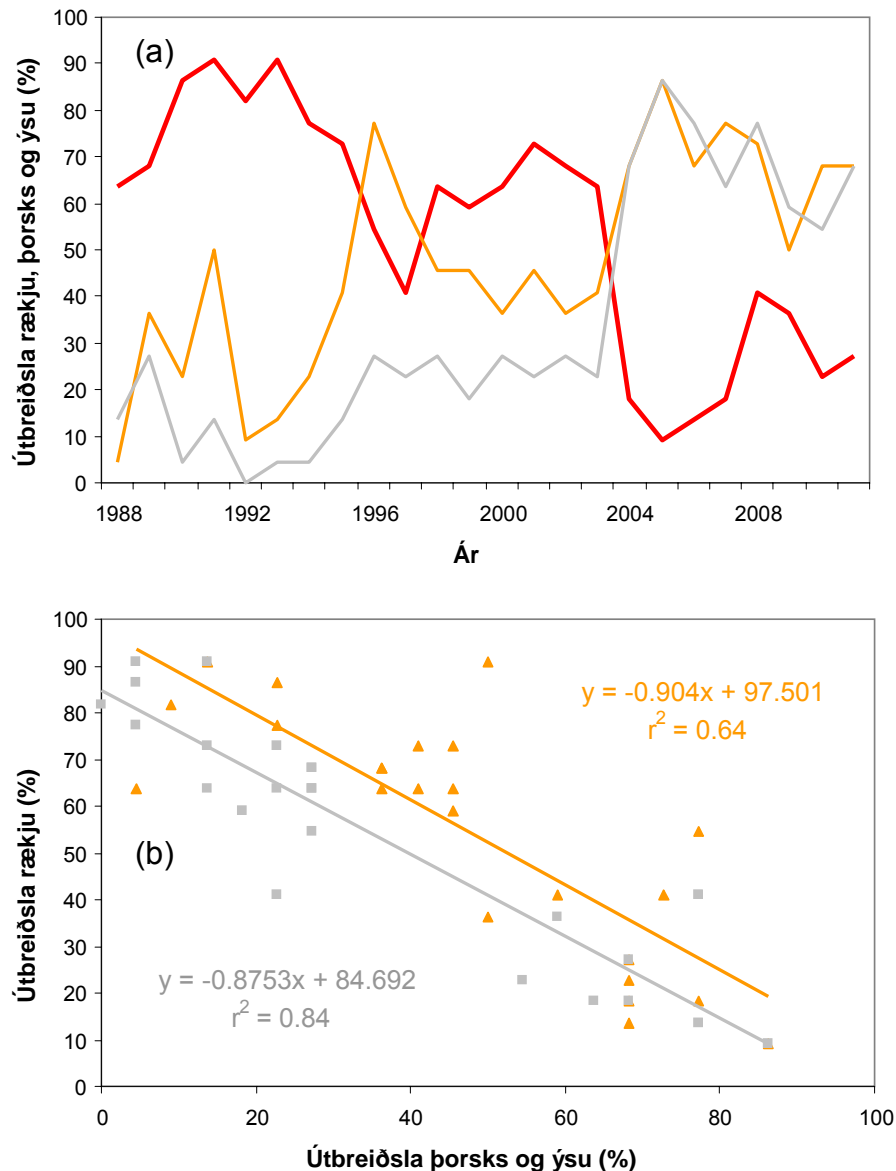 Útbreiðsla rækju, þorsks og ýsu (%)
100
90
80
70
60
50
40
30
20
10
0
(a)
1988 1992 1996 2000 2004 2008
Ár
Útbreiðsla rækju (%)
100
90
80
70
60
50
40
30
20
10
0
y = -0.904x + 97.501
r² = 0.64
(b)
y = -0.8753x + 84.692
r² = 0.84
0 20 40 60 80 100
Útbreiðsla þorsks og ýsu (%)